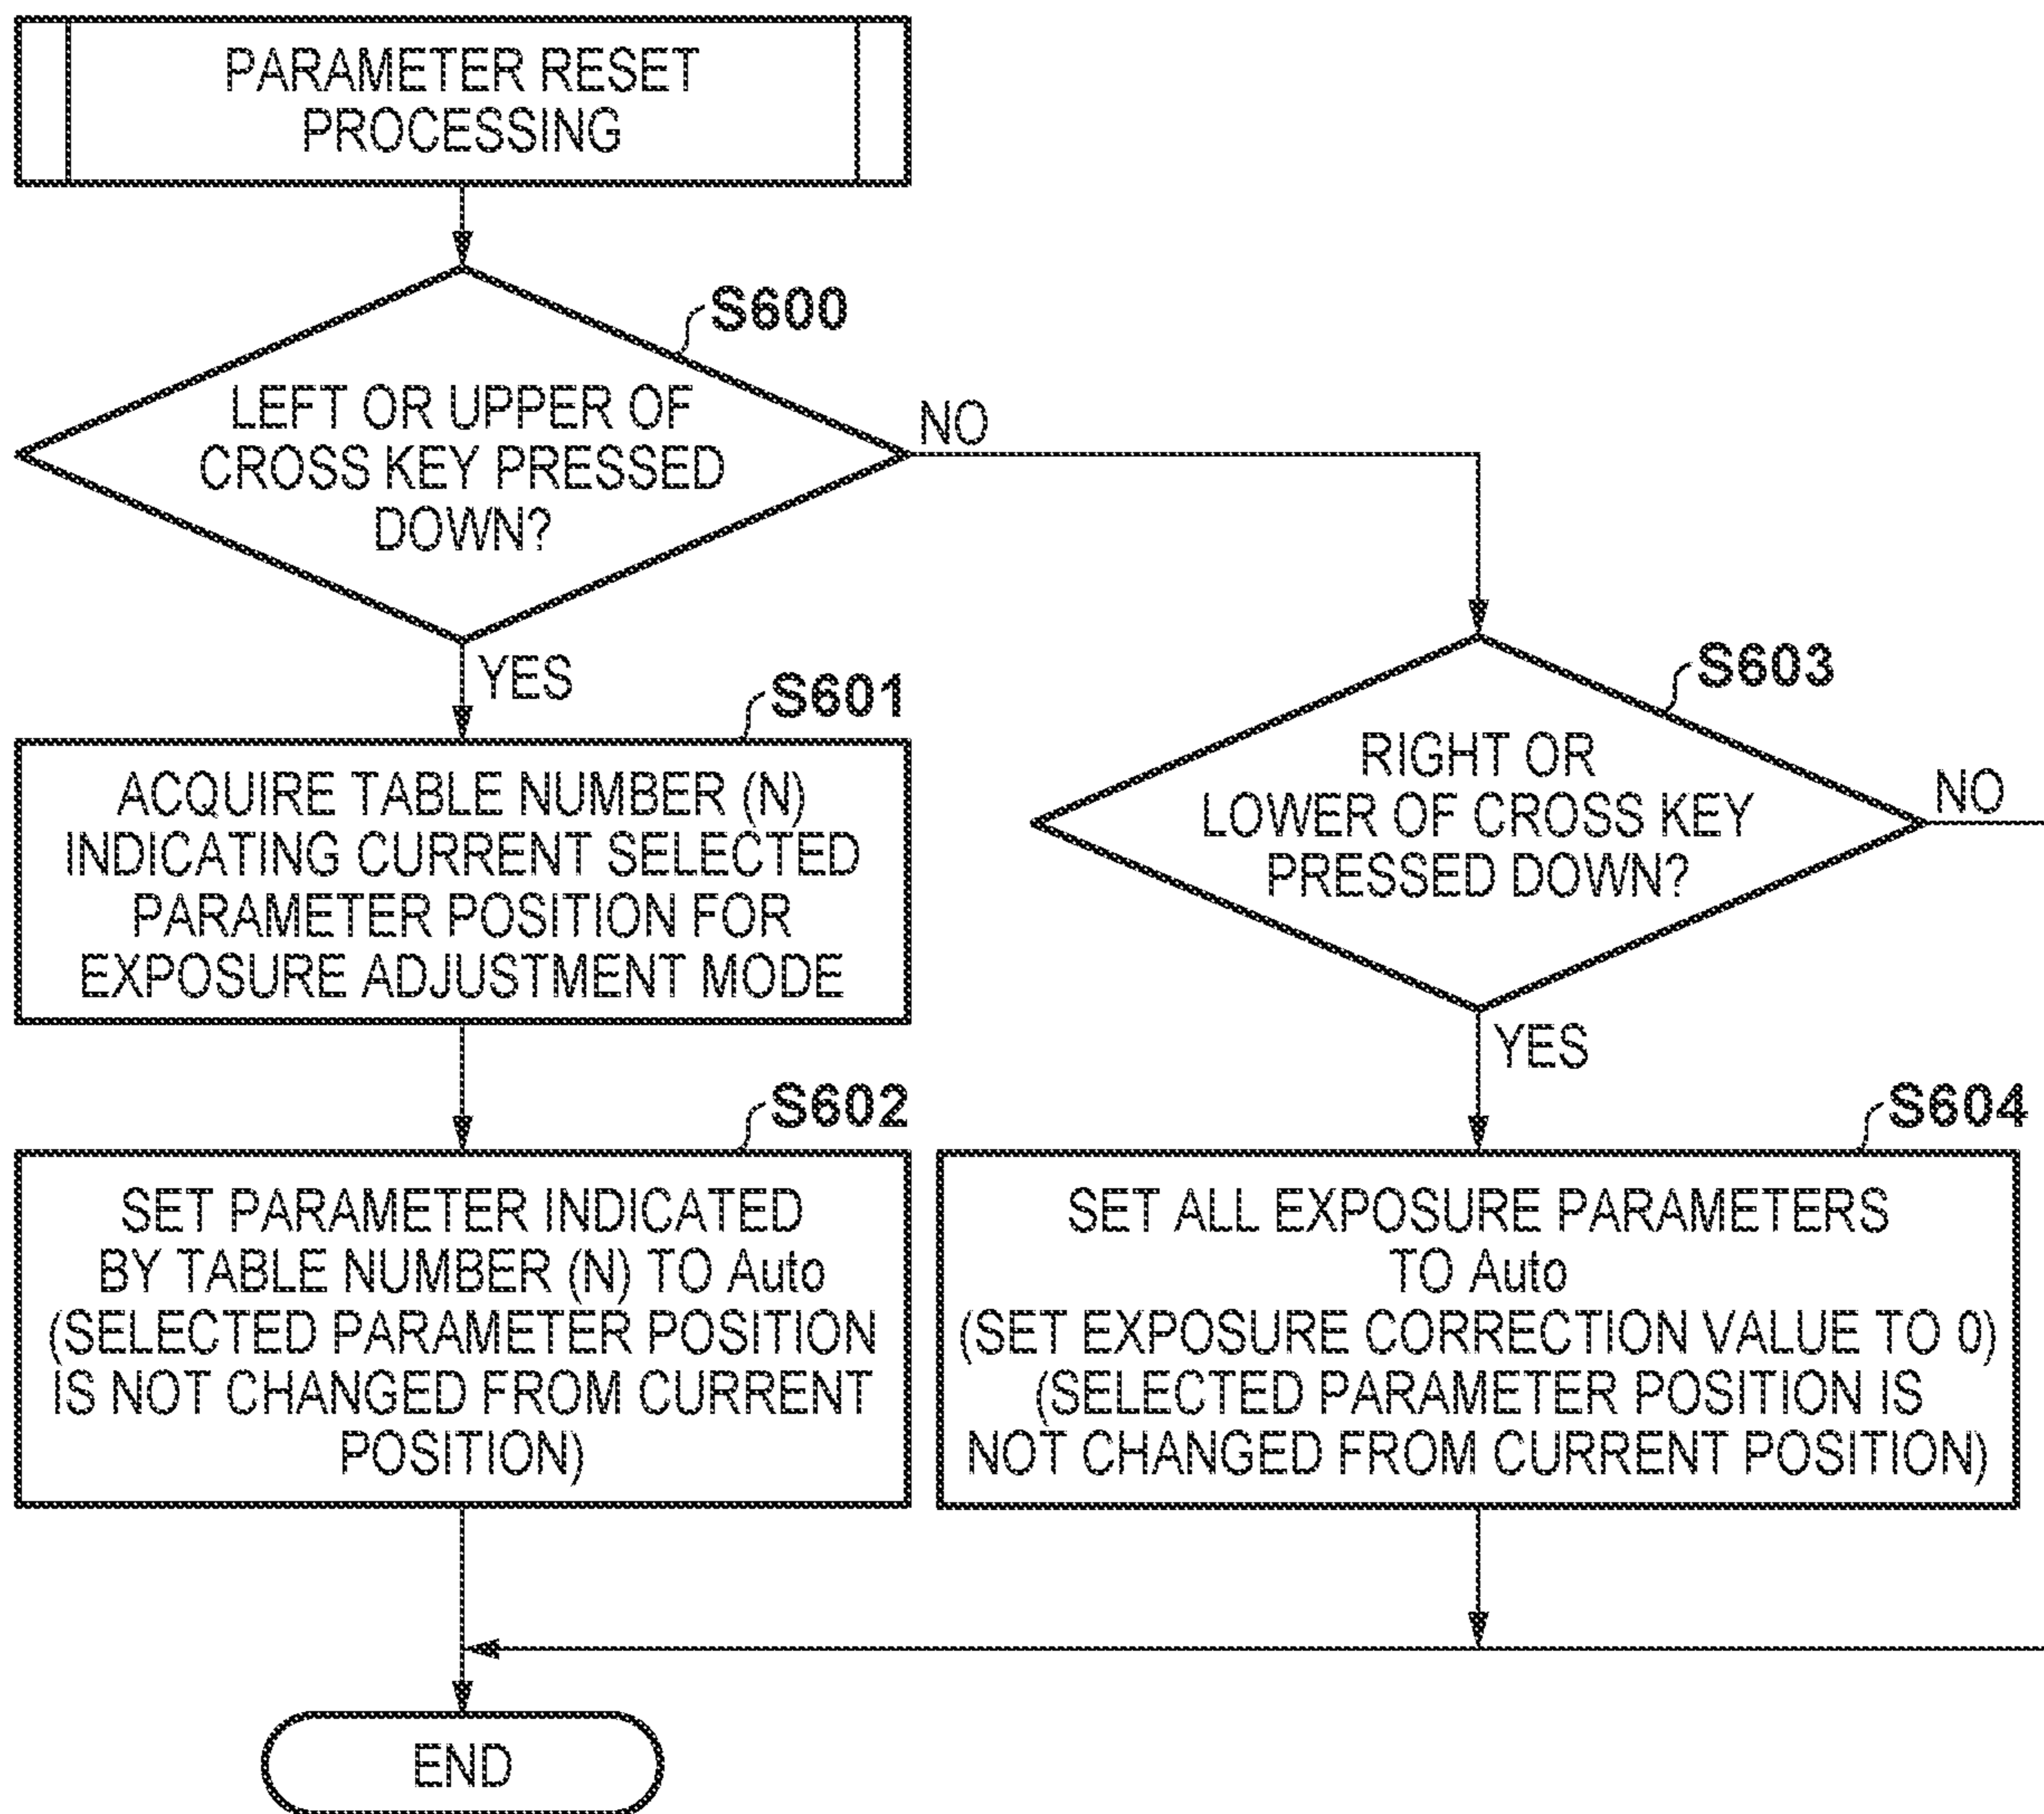 PARAMETER RESET
PROCESSING
S600
LEFT OR UPPER OF
CROSS KEY PRESSED
DOWN?
NO
YES
S601
ACQUIRE TABLE NUMBER (N)
INDICATING CURRENT SELECTED
PARAMETER POSITION FOR
EXPOSURE ADJUSTMENT MODE
S603
RIGHT OR
LOWER OF CROSS KEY
PRESSED DOWN?
NO
YES
S602
SET PARAMETER INDICATED
BY TABLE NUMBER (N) TO Auto
(SELECTED PARAMETER POSITION
IS NOT CHANGED FROM CURRENT
POSITION)
S604
SET ALL EXPOSURE PARAMETERS
TO Auto
(SET EXPOSURE CORRECTION VALUE TO 0)
(SELECTED PARAMETER POSITION IS
NOT CHANGED FROM CURRENT POSITION)
END